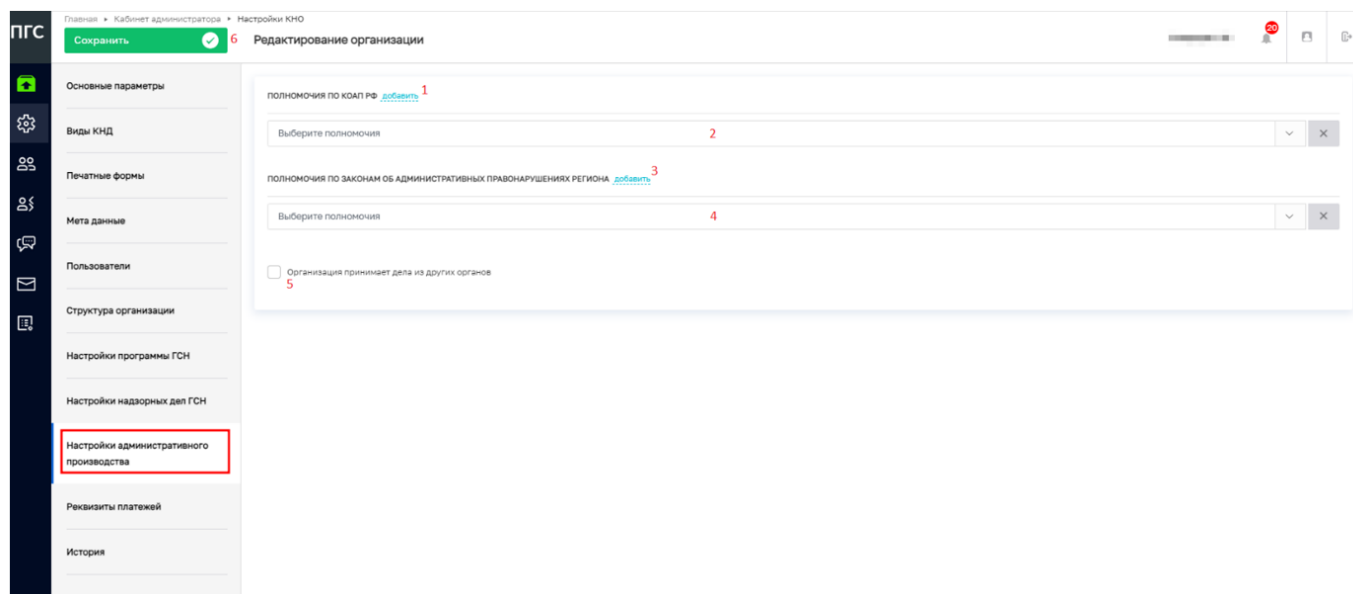 Главная ▸ Кабинет администратора ▸ Настройки КНО
ПГС
Сохранить 6 Редактирование организации
20
Основные параметры
Виды КНД
Печатные формы
Мета данные
Пользователи
Структура организации
Настройки программы ГСН
Настройки надзорных дел ГСН
Настройки административного
производства
Реквизиты платежей
История
ПОЛНОМОЧИЯ ПО КОАП РФ добавить 1
Выберите полномочия 2
ПОЛНОМОЧИЯ ПО ЗАКОНАМ ОБ АДМИНИСТРАТИВНЫХ ПРАВОНАРУШЕНИЯХ РЕГИОНА добавить 3
Выберите полномочия 4
Организация принимает дела из других органов
5